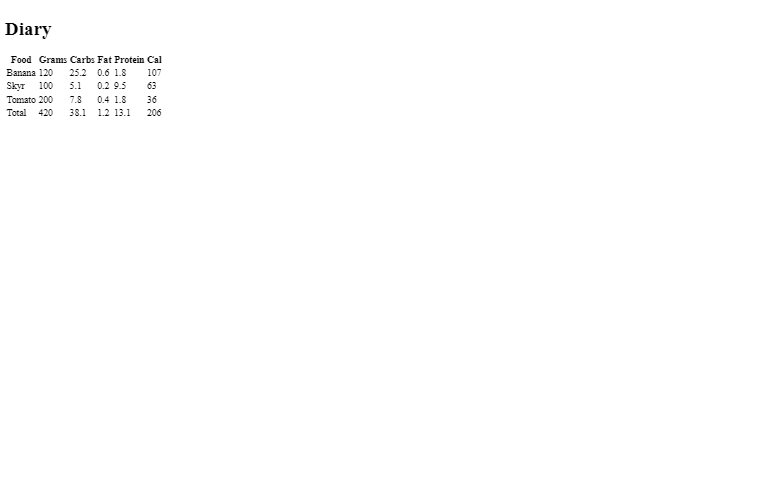 Diary
Food Grams Carbs Fat Protein Cal
Banana 120 25.2 0.6 1.8 107
Skyr 100 5.1 0.2 9.5 63
Tomato 200 7.8 0.4 1.8 36
Total 420 38.1 1.2 13.1 206